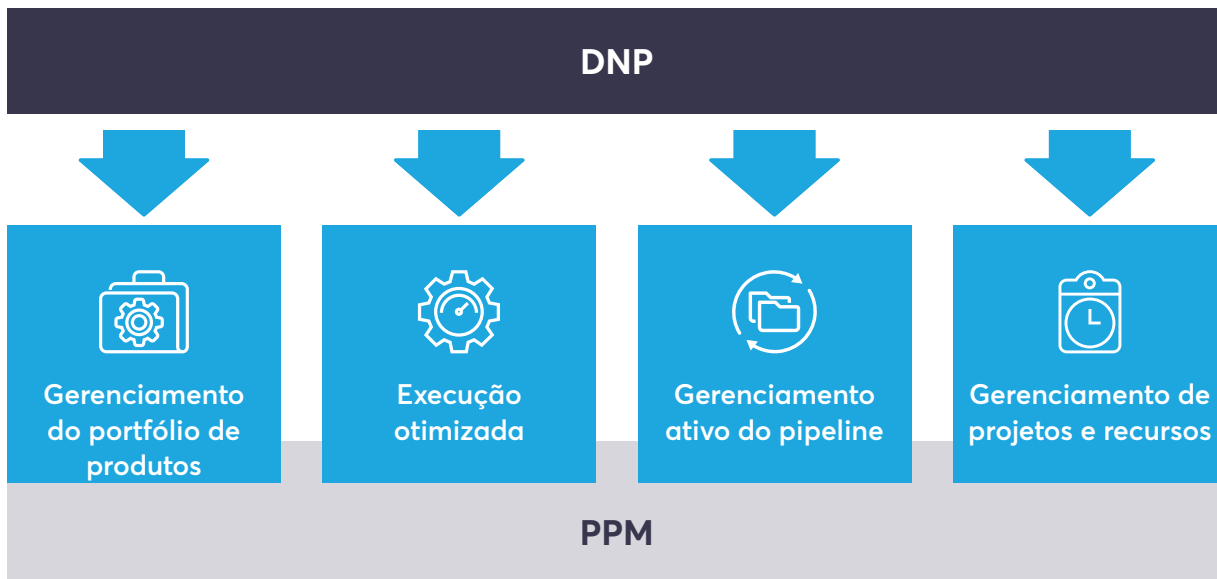 DNP
Gerenciamento
do portfólio de
produtos
Execução
otimizada
Gerenciamento
ativo do pipeline
Gerenciamento de
projetos e recursos
PPM